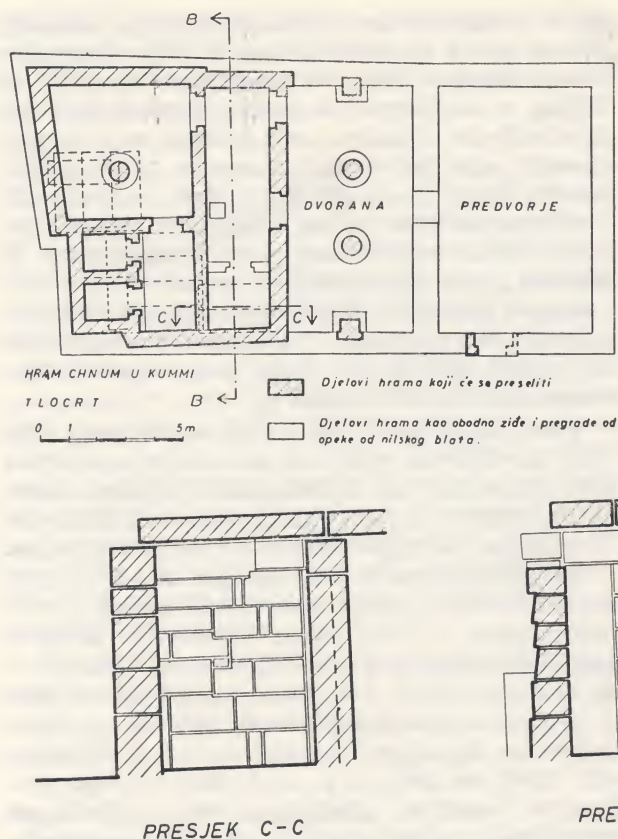 B
DVORANA
PREDVORJE
C
C
HRAM CHNUM U KUMMI
TLOCRT
B
0 1 5m
Djelovi hrama koji će se preseliti
Djelovi hrama kao obodno ziđe i pregrade od
opeke od nilskog blata.
PRESJEK C-C
PRE